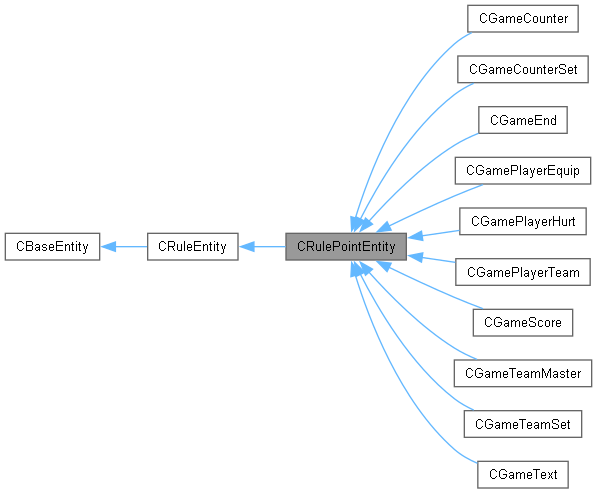 CGameCounter
CGameCounterSet
CGameEnd
CGamePlayerEquip
CGamePlayerHurt
CBaseEntity
CRuleEntity
CRulePointEntity
CGamePlayerTeam
CGameScore
CGameTeamMaster
CGameTeamSet
CGameText